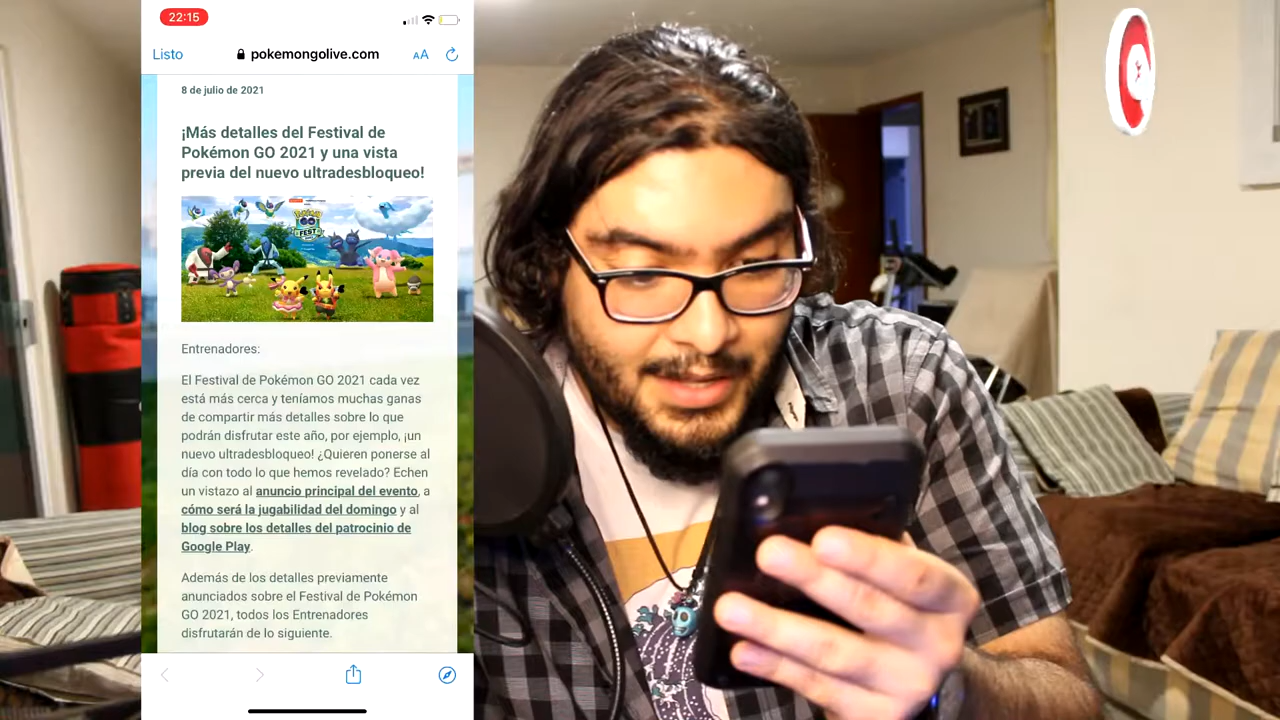 22:15
Listo
pokemongolive.com
AA
8 de julio de 2021
¡Más detalles del Festival de
Pokémon GO 2021 y una vista
previa del nuevo ultradesbloqueo!
Pokémon
GO
FEST
Entrenadores:
El Festival de Pokémon GO 2021 cada vez
está más cerca y teníamos muchas ganas
de compartir más detalles sobre lo que
podrán disfrutar este año, por ejemplo, ¡un
nuevo ultradesbloqueo! ¿Quieren ponerse al
día con todo lo que hemos revelado? Echen
un vistazo al anuncio principal del evento, a
cómo será la jugabilidad del domingo y al
blog sobre los detalles del patrocinio de
Google Play.
Además de los detalles previamente
anunciados sobre el Festival de Pokémon
GO 2021, todos los Entrenadores
disfrutarán de lo siguiente.